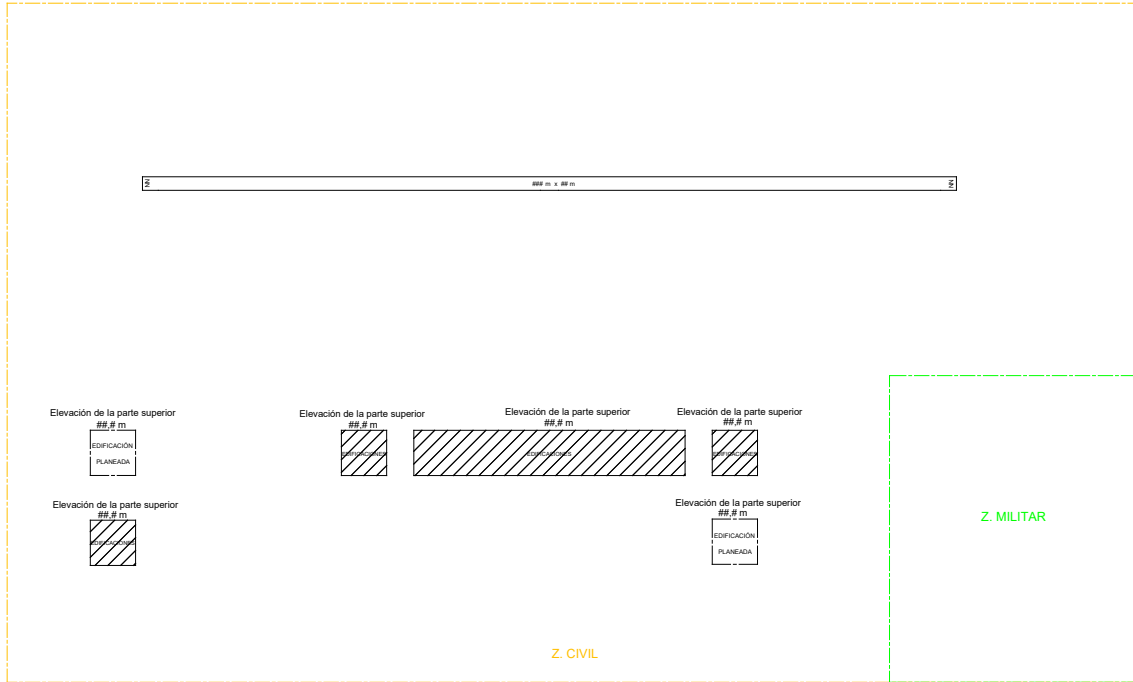 NN
### m x ## m
NN
Elevación de la parte superior
##,# m
EDIFICACIÓN
PLANEADA
Elevación de la parte superior
##,# m
EDIFICACIONES
Elevación de la parte superior
##,# m
EDIFICACIONES
Elevación de la parte superior
##,# m
EDIFICACIONES
Elevación de la parte superior
##,# m
EDIFICACIONES
Elevación de la parte superior
##,# m
EDIFICACIÓN
PLANEADA
Z. MILITAR
Z. CIVIL